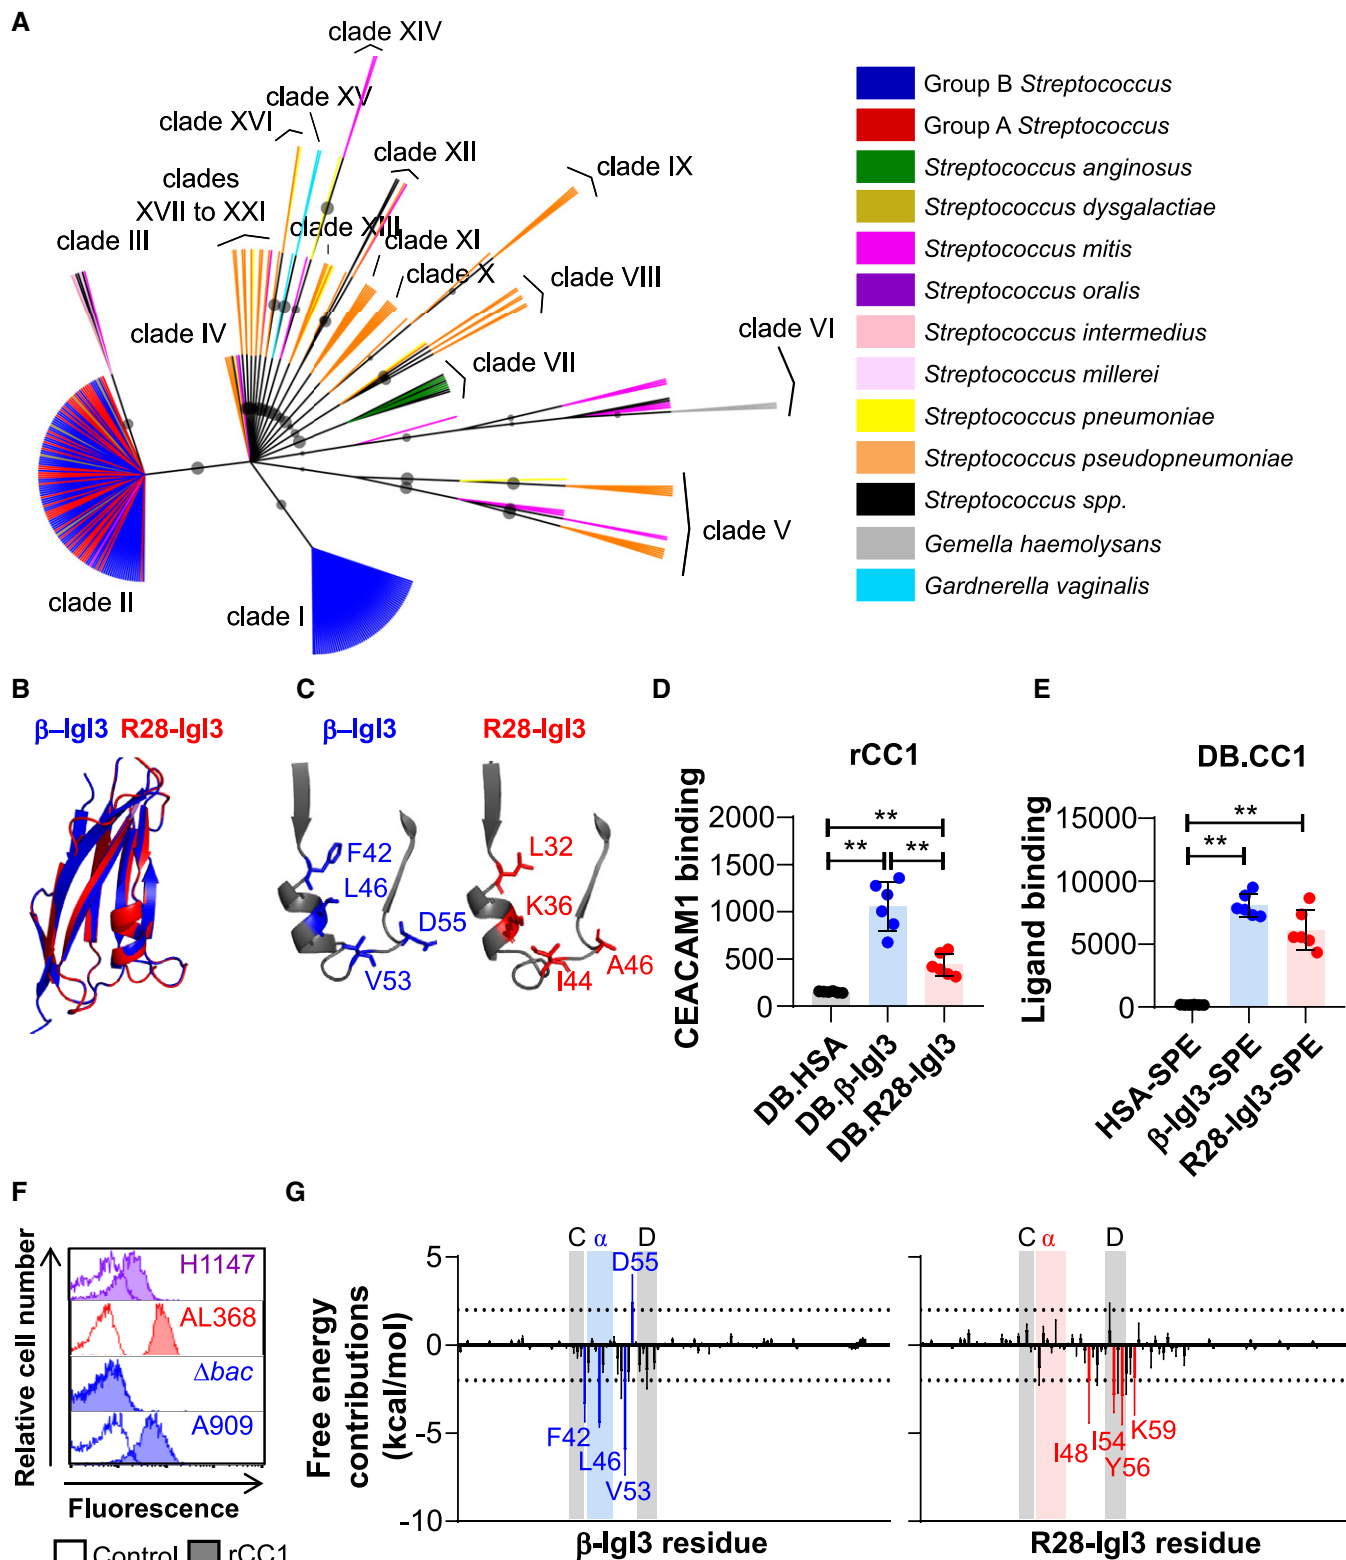 A
clade XIV
clade XV
clade XVI
clade XII
clade IX
clades
XVII to XXI
clade XIII
clade XI
clade III
clade X
clade VIII
clade IV
clade VI
clade VII
clade V
clade II
clade I
Group B Streptococcus
Group A Streptococcus
Streptococcus anginosus
Streptococcus dysgalactiae
Streptococcus mitis
Streptococcus oralis
Streptococcus intermedius
Streptococcus millerei
Streptococcus pneumoniae
Streptococcus pseudopneumoniae
Streptococcus spp.
Gemella haemolysans
Gardnerella vaginalis
B
β–IgI3 R28-IgI3
C
β–IgI3
F42
L46
D55
V53
R28-IgI3
L32
K36
A46
I44
D
rCC1
CEACAM1 binding
2000
1500
1000
500
0
**
** **
DB.HSA
DB.β-IgI3
DB.R28-IgI3
E
DB.CC1
Ligand binding
15000
10000
5000
0
**
**
HSA-SPE
β-IgI3-SPE
R28-IgI3-SPE
F
Relative cell number
H1147
AL368
Δbac
A909
Fluorescence
Control rCC1
G
Free energy
contributions
(kcal/mol)
5
0
-5
-10
C α D
D55
F42
L46
V53
β-IgI3 residue
C α D
I48
I54
Y56
K59
R28-IgI3 residue